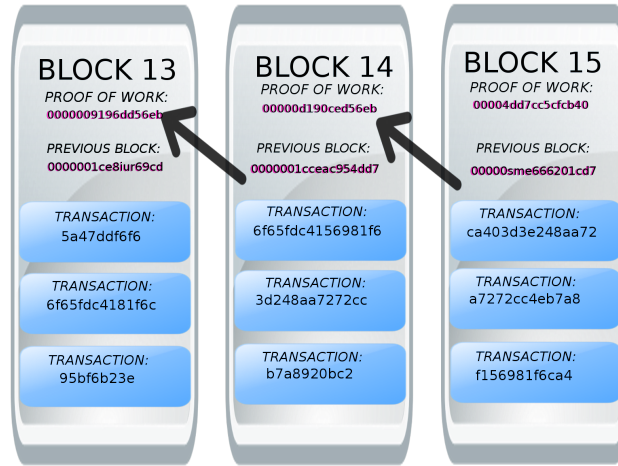 BLOCK 13
PROOF OF WORK:
0000009196dd56eb
PREVIOUS BLOCK:
0000001ce8iur69cd
TRANSACTION:
5a47ddf6f6
TRANSACTION:
6f65fdc4181f6c
TRANSACTION:
95bf6b23e
BLOCK 14
PROOF OF WORK:
00000d190ced56eb
PREVIOUS BLOCK:
0000001cceac954dd7
TRANSACTION:
6f65fdc4156981f6
TRANSACTION:
3d248aa7272cc
TRANSACTION:
b7a8920bc2
BLOCK 15
PROOF OF WORK:
00004dd7cc5cfcb40
PREVIOUS BLOCK:
00000sme666201cd7
TRANSACTION:
ca403d3e248aa72
TRANSACTION:
a7272cc4eb7a8
TRANSACTION:
f156981f6ca4